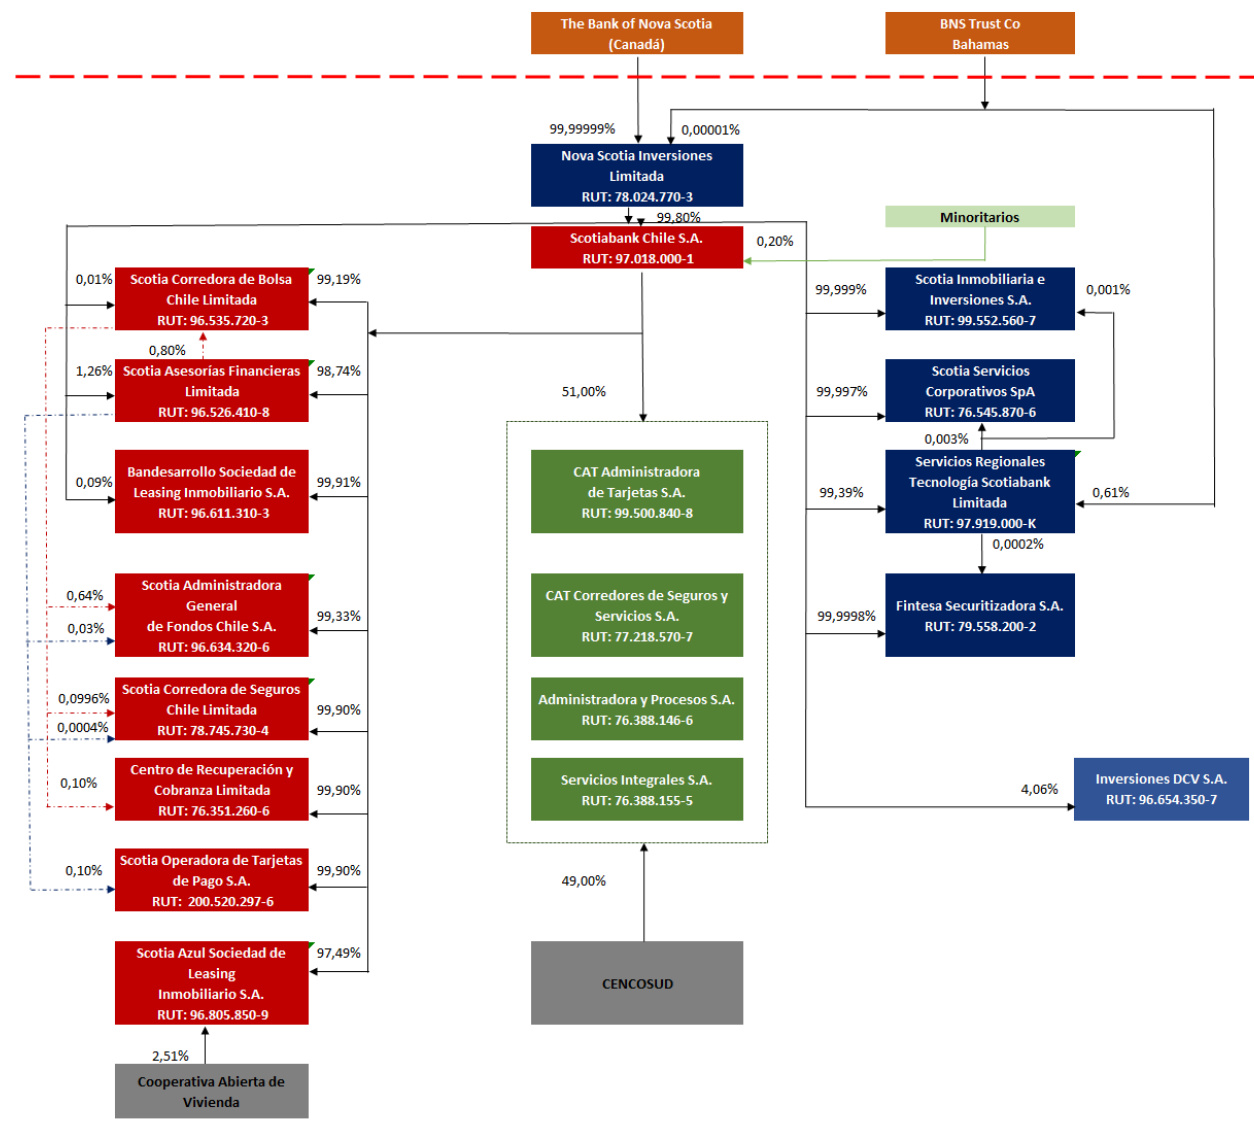 The Bank of Nova Scotia
(Canadá)
BNS Trust Co
Bahamas
99,99999%
0,00001%
Nova Scotia Inversiones
Limitada
RUT: 78.024.770-3
99,80%
Minoritarios
Scotiabank Chile S.A.
RUT: 97.018.000-1
0,20%
0,01%
Scotia Corredora de Bolsa
Chile Limitada
RUT: 96.535.720-3
99,19%
99,999%
Scotia Inmobiliaria e
Inversiones S.A.
RUT: 99.552.560-7
0,001%
0,80%
1,26%
Scotia Asesorías Financieras
Limitada
RUT: 96.526.410-8
98,74%
51,00%
99,997%
Scotia Servicios
Corporativos SpA
RUT: 76.545.870-6
0,003%
0,09%
Bandesarrollo Sociedad de
Leasing Inmobiliario S.A.
RUT: 96.611.310-3
99,91%
CAT Administradora
de Tarjetas S.A.
RUT: 99.500.840-8
99,39%
Servicios Regionales
Tecnología Scotiabank
Limitada
RUT: 97.919.000-K
0,61%
0,0002%
0,64%
0,03%
Scotia Administradora
General
de Fondos Chile S.A.
RUT: 96.634.320-6
99,33%
CAT Corredores de Seguros y
Servicios S.A.
RUT: 77.218.570-7
99,9998%
Fintesa Securitizadora S.A.
RUT: 79.558.200-2
0,0996%
0,0004%
Scotia Corredora de Seguros
Chile Limitada
RUT: 78.745.730-4
99,90%
Administradora y Procesos S.A.
RUT: 76.388.146-6
0,10%
Centro de Recuperación y
Cobranza Limitada
RUT: 76.351.260-6
99,90%
Servicios Integrales S.A.
RUT: 76.388.155-5
4,06%
Inversiones DCV S.A.
RUT: 96.654.350-7
0,10%
Scotia Operadora de Tarjetas
de Pago S.A.
RUT: 200.520.297-6
99,90%
49,00%
Scotia Azul Sociedad de
Leasing
Inmobiliario S.A.
RUT: 96.805.850-9
97,49%
CENCOSUD
2,51%
Cooperativa Abierta de
Vivienda